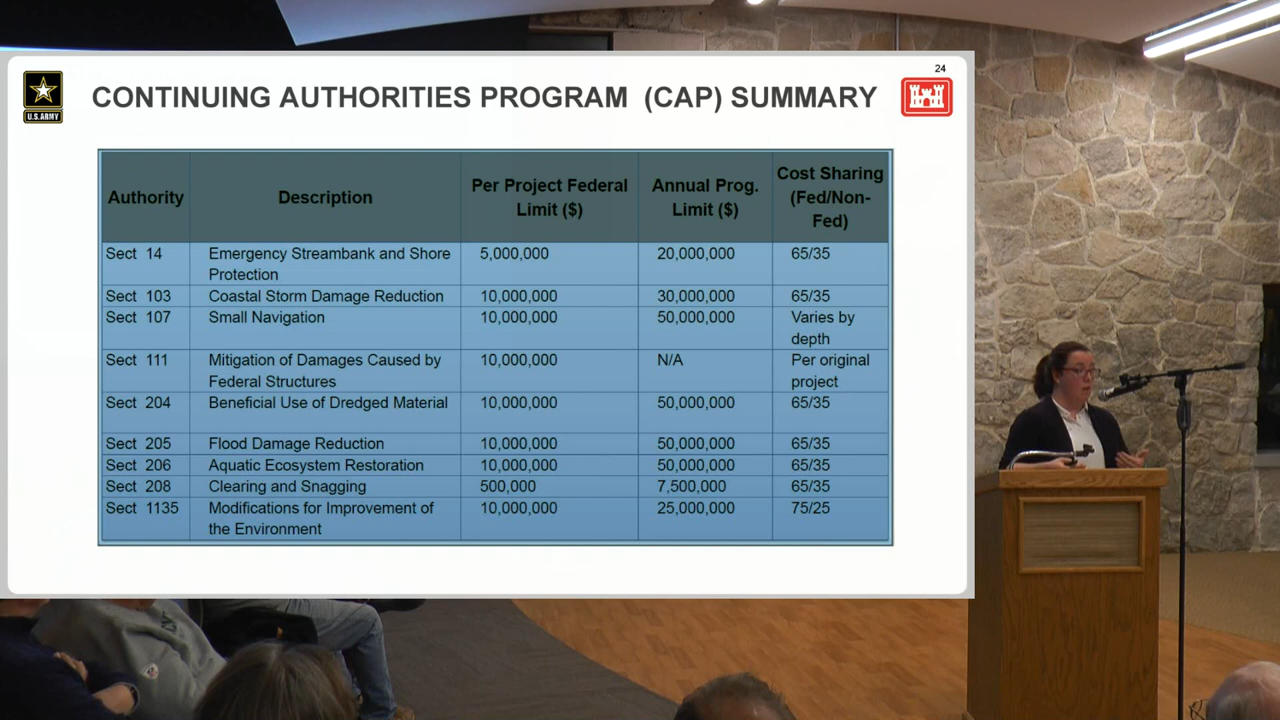 24
CONTINUING AUTHORITIES PROGRAM (CAP) SUMMARY
U.S.ARMY
Authority Description Per Project Federal Limit ($) Annual Prog. Limit ($) Cost Sharing (Fed/Non-Fed)
Sect 14 Emergency Streambank and Shore Protection 5,000,000 20,000,000 65/35
Sect 103 Coastal Storm Damage Reduction 10,000,000 30,000,000 65/35
Sect 107 Small Navigation 10,000,000 50,000,000 Varies by depth
Sect 111 Mitigation of Damages Caused by Federal Structures 10,000,000 N/A Per original project
Sect 204 Beneficial Use of Dredged Material 10,000,000 50,000,000 65/35
Sect 205 Flood Damage Reduction 10,000,000 50,000,000 65/35
Sect 206 Aquatic Ecosystem Restoration 10,000,000 50,000,000 65/35
Sect 208 Clearing and Snagging 500,000 7,500,000 65/35
Sect 1135 Modifications for Improvement of the Environment 10,000,000 25,000,000 75/25